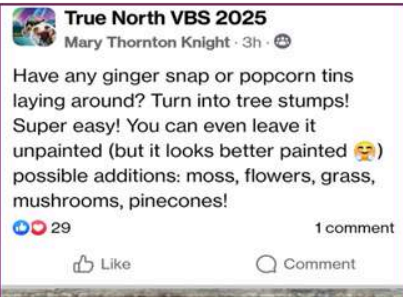 True North VBS 2025
Mary Thornton Knight · 3h ·
Have any ginger snap or popcorn tins
laying around? Turn into tree stumps!
Super easy! You can even leave it
unpainted (but it looks better painted 🤗)
possible additions: moss, flowers, grass,
mushrooms, pinecones!
29 1 comment
Like Comment